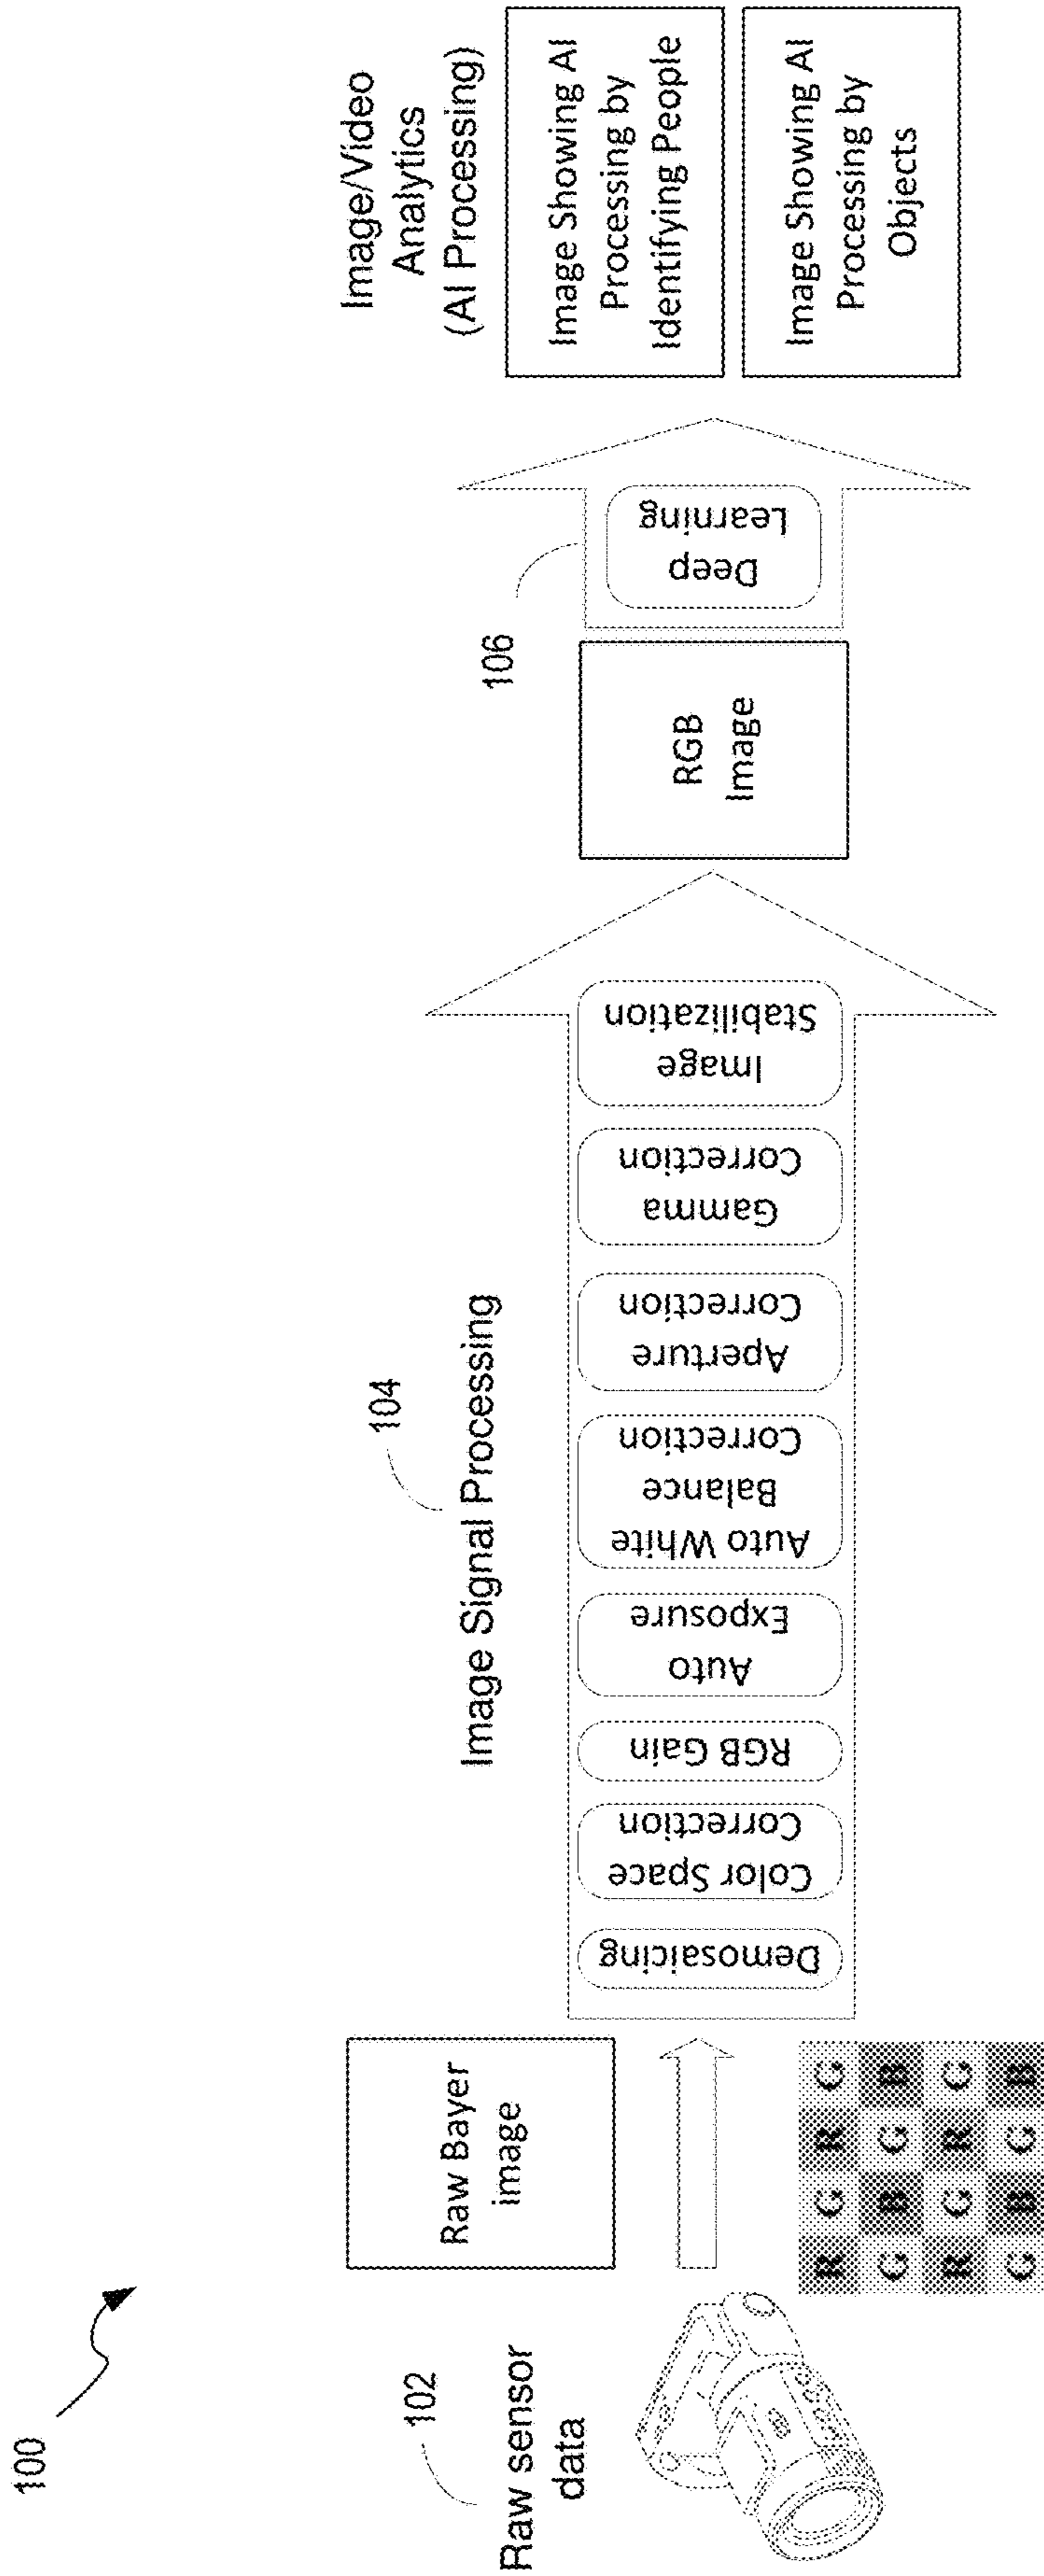 100
102
Raw sensor
data
Raw Bayer
image
R G R G
G B G B
R G R G
G B G B
104
Image Signal Processing
Demosaicing
Color Space
Correction
RGB Gain
Auto
Exposure
Auto White
Balance
Correction
Aperture
Correction
Gamma
Correction
Image
Stabilization
RGB
Image
106
Deep
Learning
Image/Video
Analytics
(AI Processing)
Image Showing AI
Processing by
Identifying People
Image Showing AI
Processing by
Objects